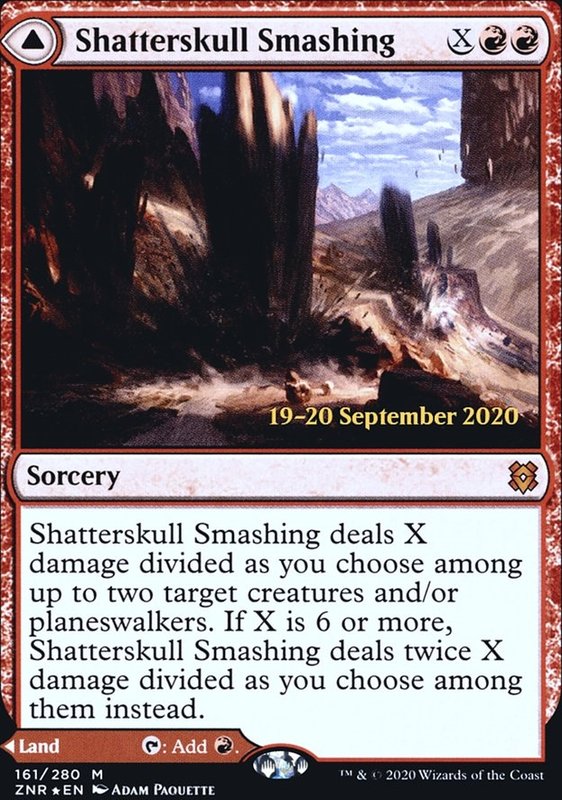 Shatterskull Smashing X
19–20 September 2020
Sorcery
Shatterskull Smashing deals X
damage divided as you choose among
up to two target creatures and/or
planeswalkers. If X is 6 or more,
Shatterskull Smashing deals twice X
damage divided as you choose among
them instead.
Land : Add .
161/280 M
ZNR★EN Adam Paquette
™ & © 2020 Wizards of the Coast